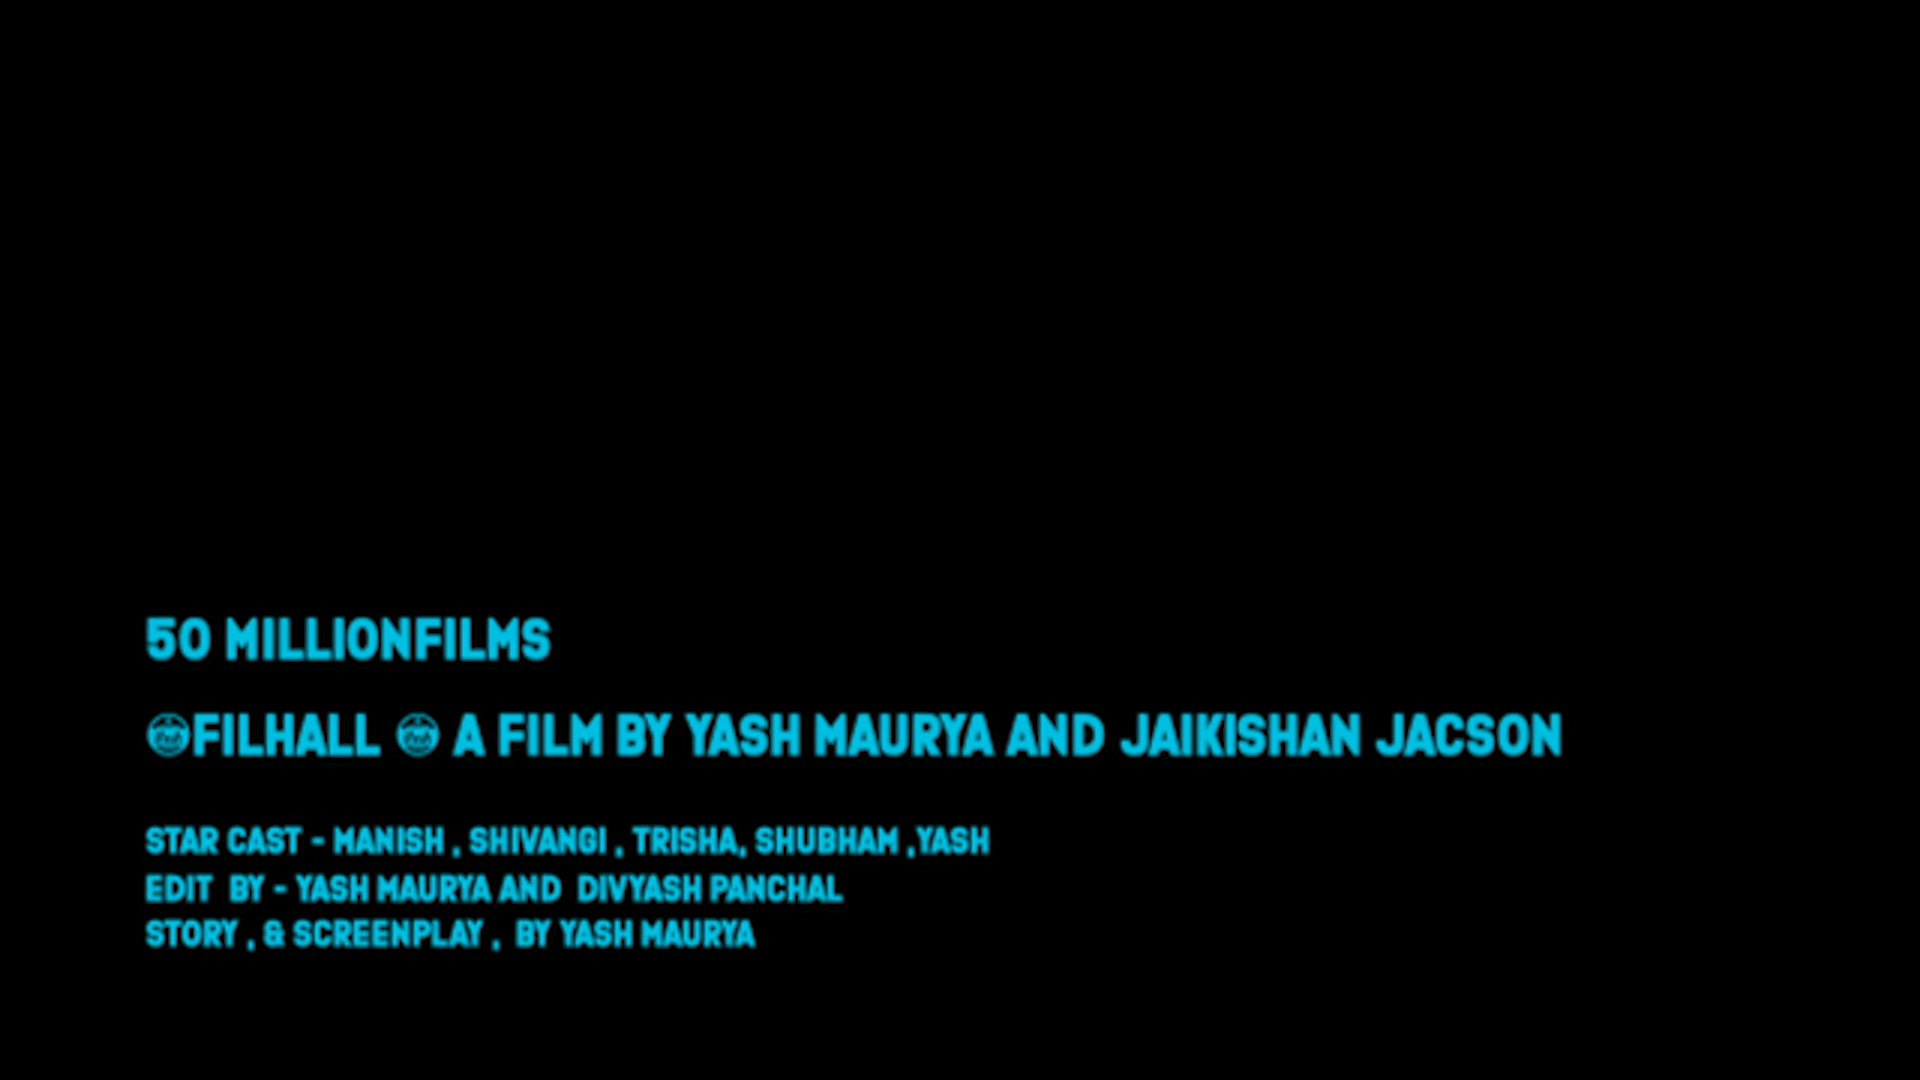 50 MILLIONFILMS
FILHALL A FILM BY YASH MAURYA AND JAIKISHAN JACSON
STAR CAST - MANISH , SHIVANGI , TRISHA, SHUBHAM ,YASH
EDIT  BY - YASH MAURYA AND  DIVYASH PANCHAL
STORY , & SCREENPLAY ,  BY YASH MAURYA